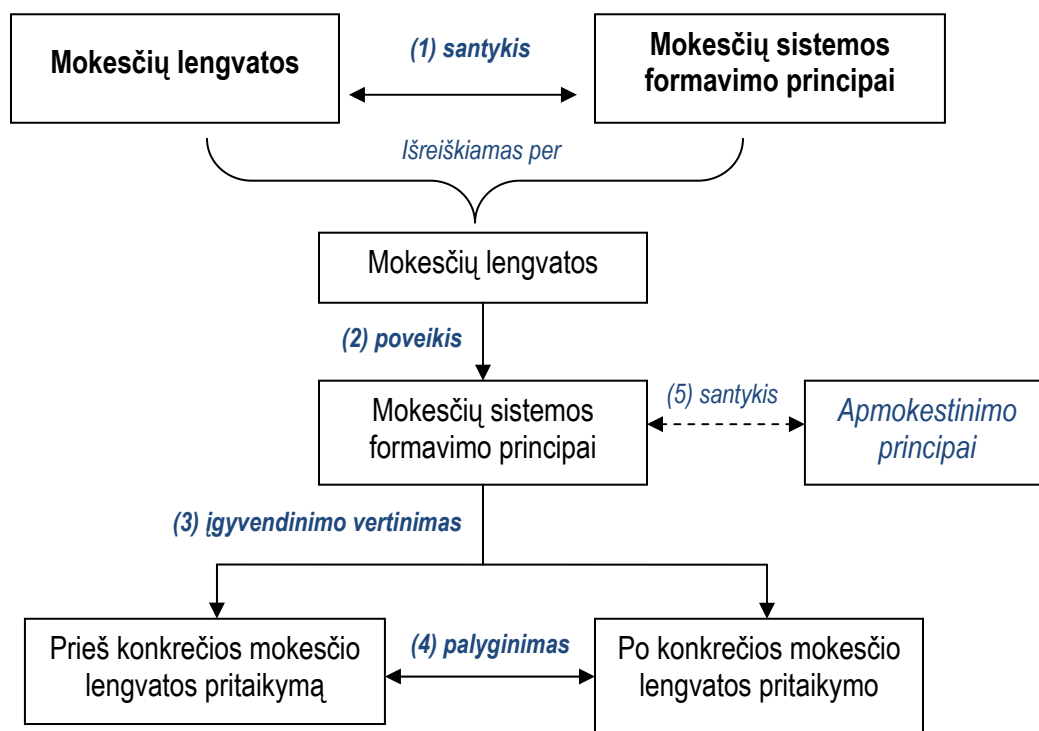 Mokesčių lengvatos
(1) santykis
Mokesčių sistemos
formavimo principai
Išreiškiamas per
Mokesčių lengvatos
(2) poveikis
Mokesčių sistemos
formavimo principai
(5) santykis
Apmokestinimo
principai
(3) įgyvendinimo vertinimas
Prieš konkrečios mokesčio
lengvatos pritaikymą
(4) palyginimas
Po konkrečios mokesčio
lengvatos pritaikymo